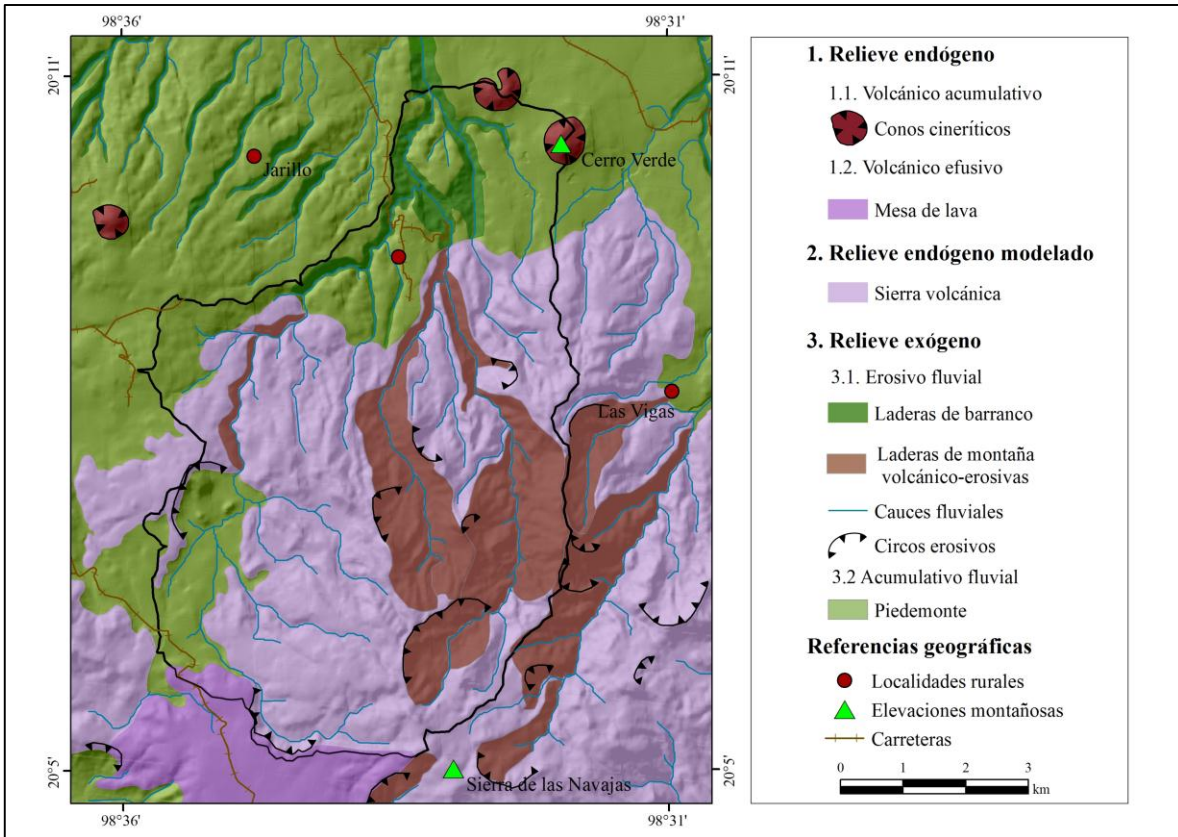 98°36'
98°31'
20°11'
20°11'
Jarillo
Cerro Verde
Las Vigas
20°5'
20°5'
Sierra de las Navajas
98°36'
98°31'
1. Relieve endógeno
1.1. Volcánico acumulativo
Conos cineríticos
1.2. Volcánico efusivo
Mesa de lava
2. Relieve endógeno modelado
Sierra volcánica
3. Relieve exógeno
3.1. Erosivo fluvial
Laderas de barranco
Laderas de montaña
volcánico-erosivas
Cauces fluviales
Circos erosivos
3.2 Acumulativo fluvial
Piedemonte
Referencias geográficas
Localidades rurales
Elevaciones montañosas
Carreteras
0 1 2 3
km